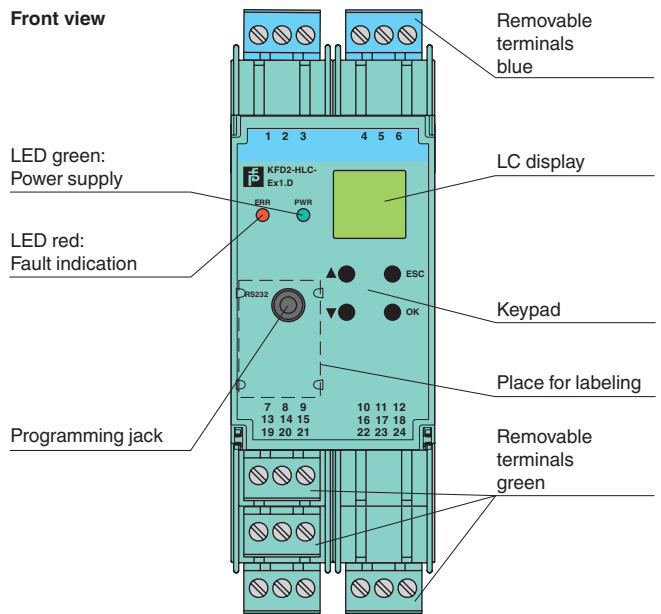 Front view
Removable
terminals
blue
1 2 3
4 5 6
LED green:
Power supply
KFD2-HLC-
Ex1.D
LC display
ERR
PWR
LED red:
Fault indication
ESC
RS232
OK
Keypad
Place for labeling
7 8 9
13 14 15
19 20 21
10 11 12
16 17 18
22 23 24
Programming jack
Removable
terminals
green